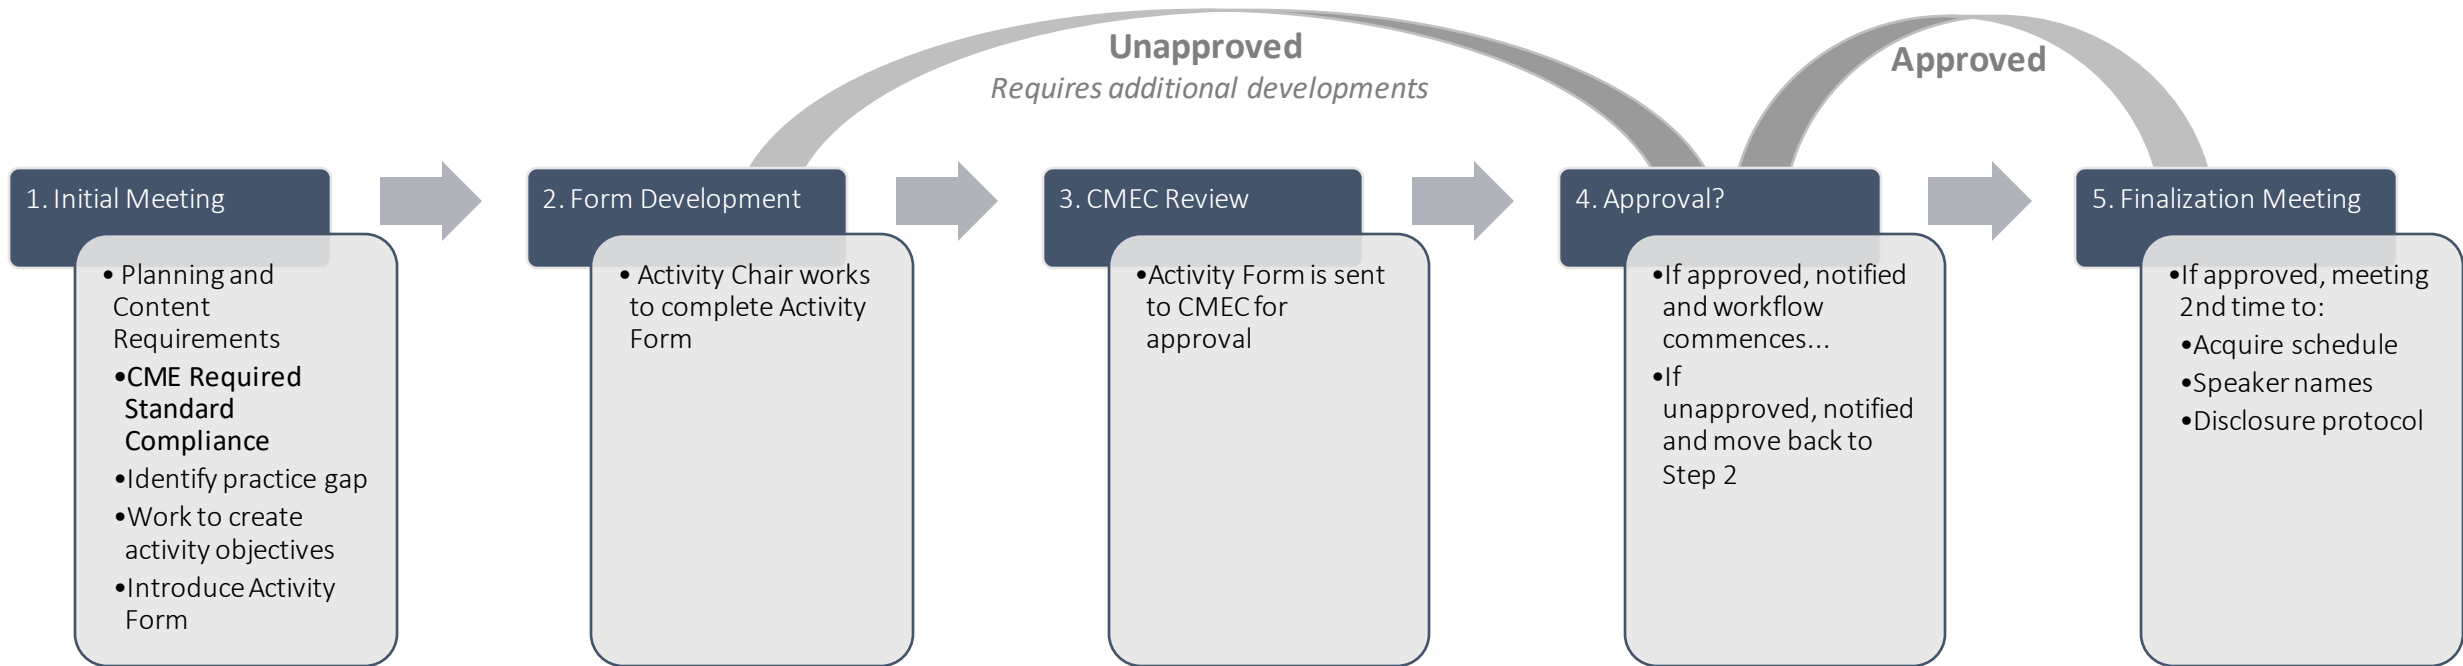 Unapproved
Requires additional developments
Approved
1. Initial Meeting
• Planning and
Content
Requirements
•CME Required
Standard
Compliance
•Identify practice gap
•Work to create
activity objectives
•Introduce Activity
Form
2. Form Development
• Activity Chair works
to complete Activity
Form
3. CMEC Review
•Activity Form is sent
to CMEC for
approval
4. Approval?
•If approved, notified
and workflow
commences...
•If
unapproved, notified
and move back to
Step 2
5. Finalization Meeting
•If approved, meeting
2nd time to:
•Acquire schedule
•Speaker names
•Disclosure protocol